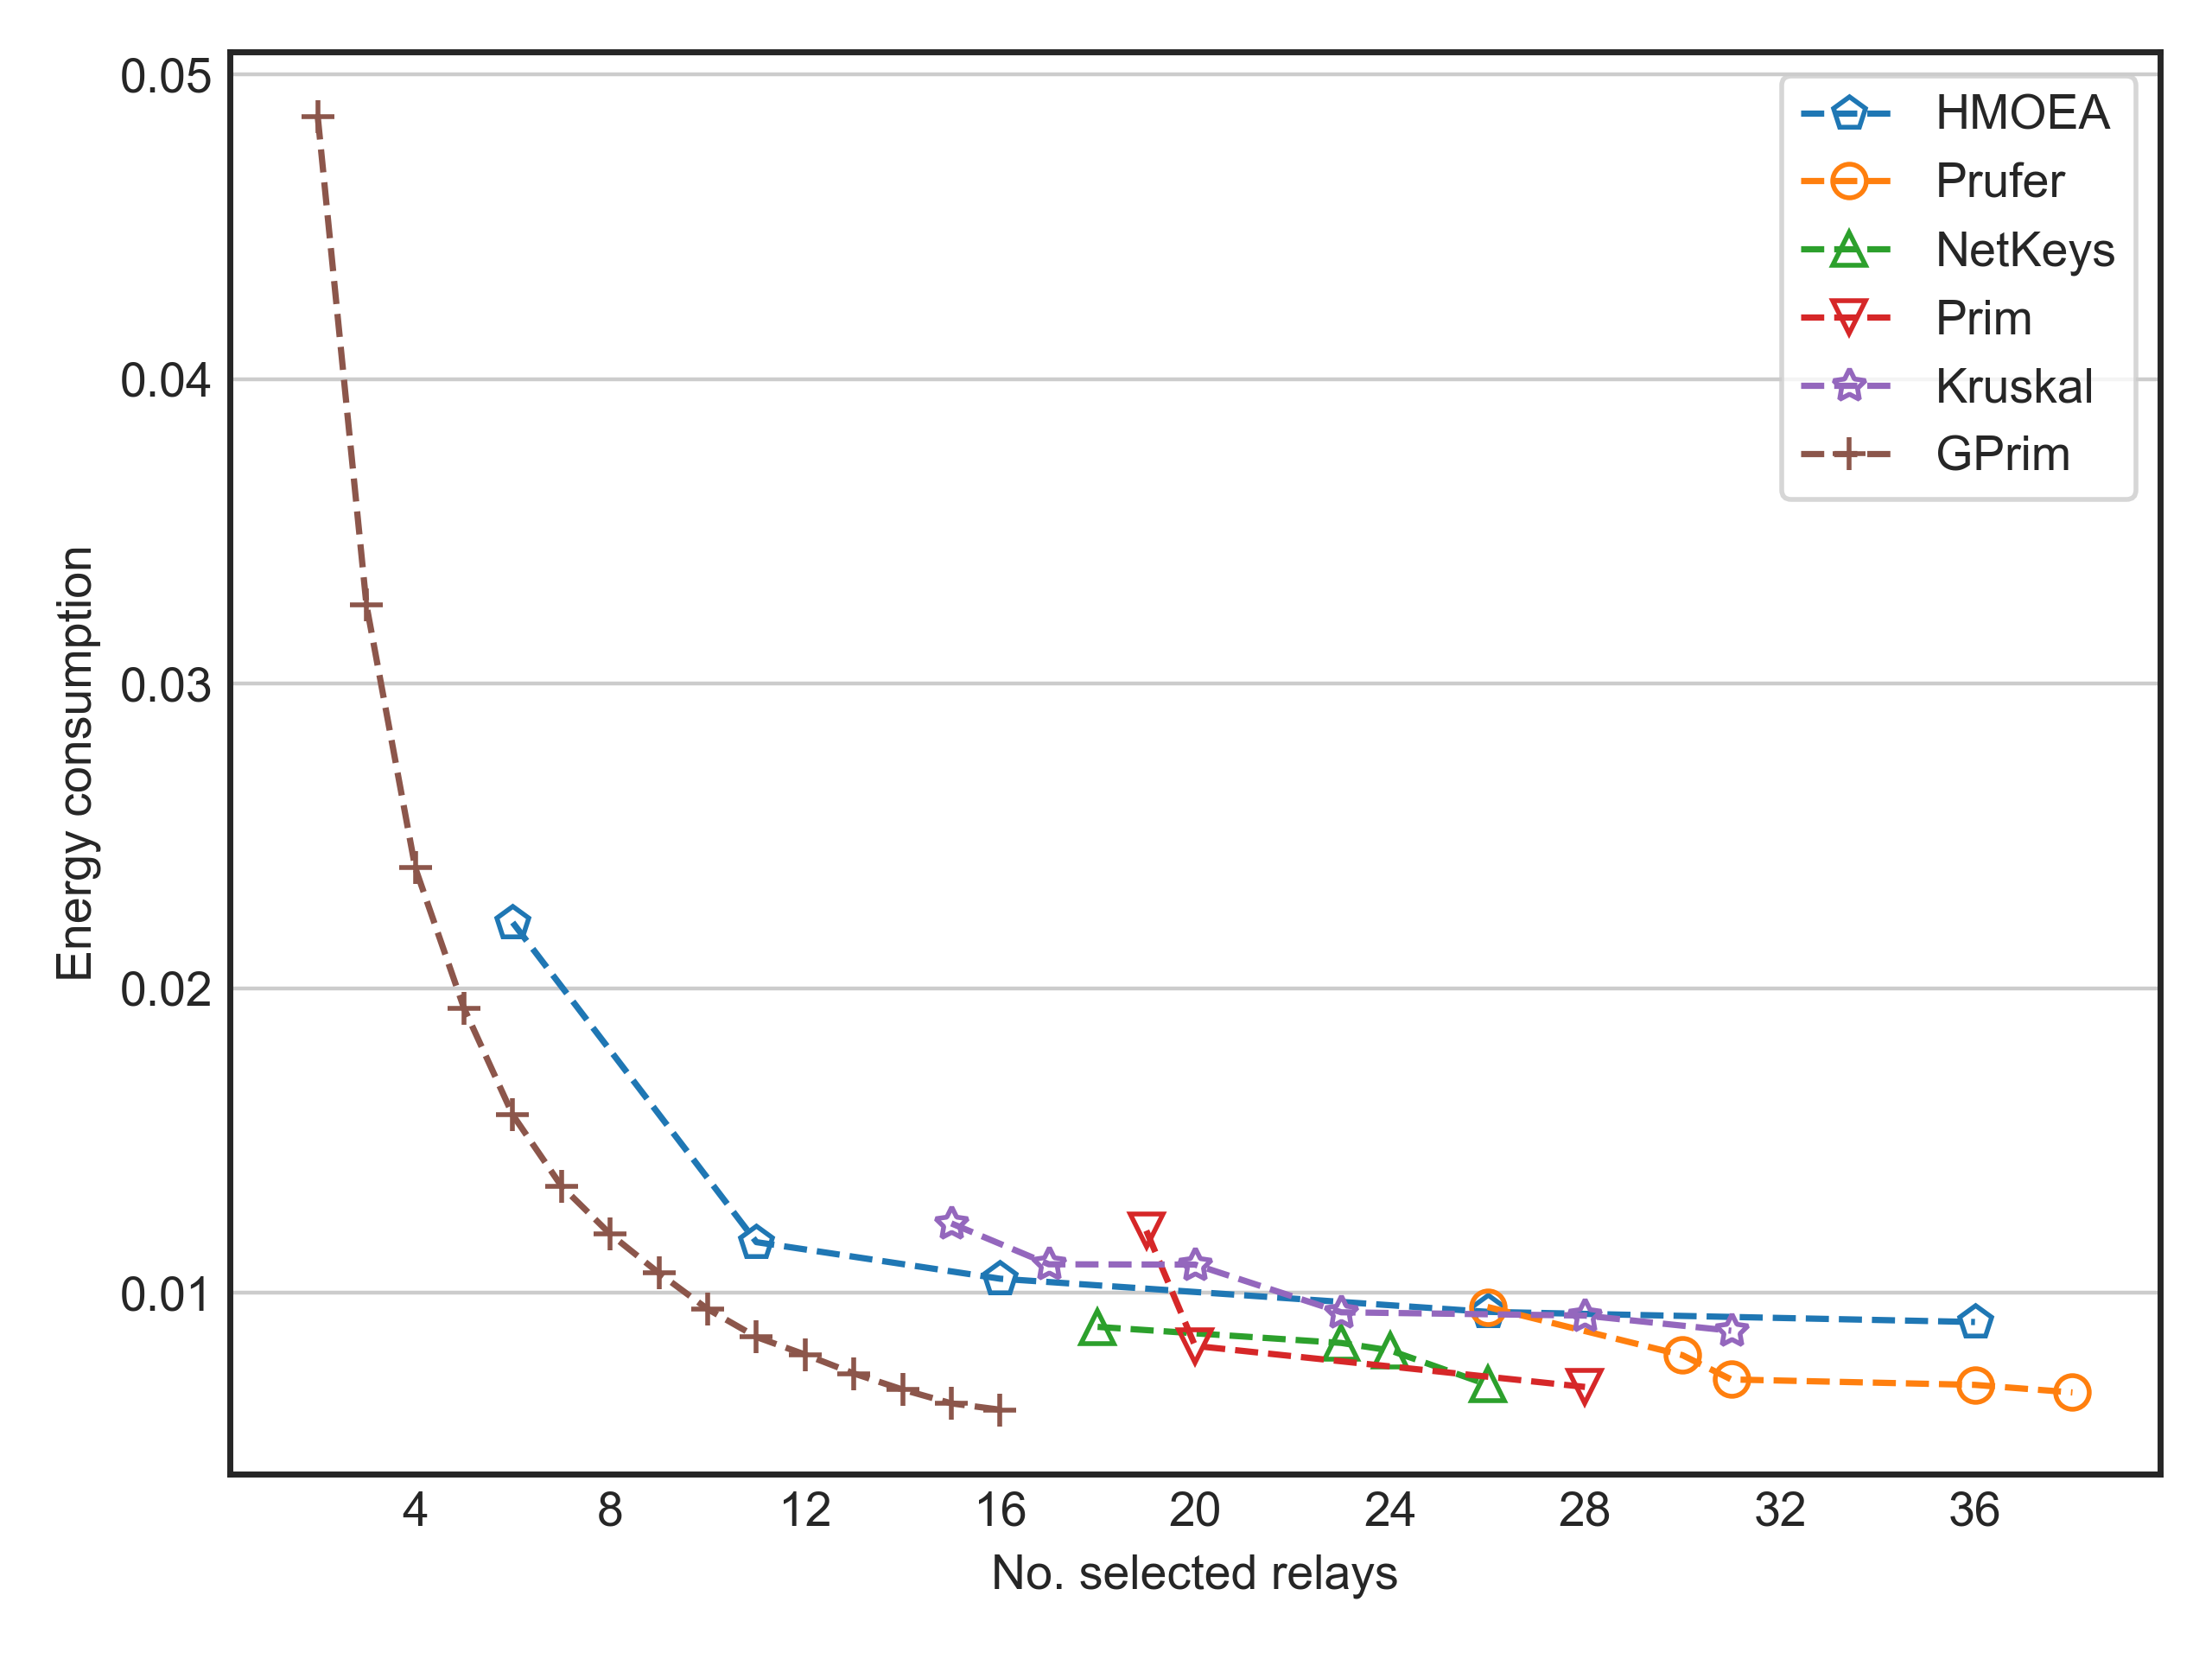 0.05
0.04
0.03
0.02
0.01
Energy consumption
4 8 12 16 20 24 28 32 36
No. selected relays
HMOEA
Prufer
NetKeys
Prim
Kruskal
GPrim